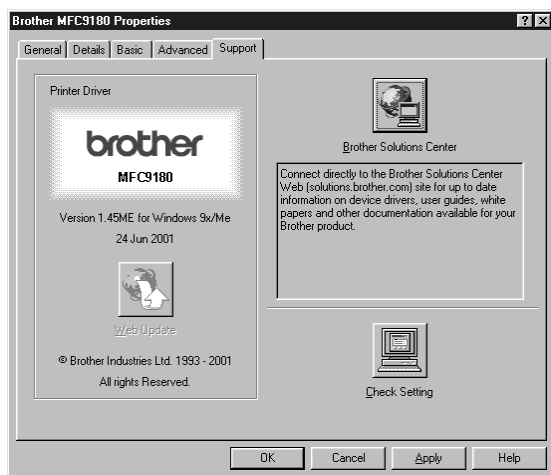 Brother MFC9180 Properties
General Details Basic Advanced Support
Printer Driver
brother
MFC9180
Version 1.45ME for Windows 9x/Me
24 Jun 2001
Web Update
© Brother Industries Ltd. 1993 - 2001
All rights Reserved.
Brother Solutions Center
Connect directly to the Brother Solutions Center
Web (solutions.brother.com) site for up to date
information on device drivers, user guides, white
papers and other documentation available for your
Brother product.
Check Setting
OK Cancel Apply Help